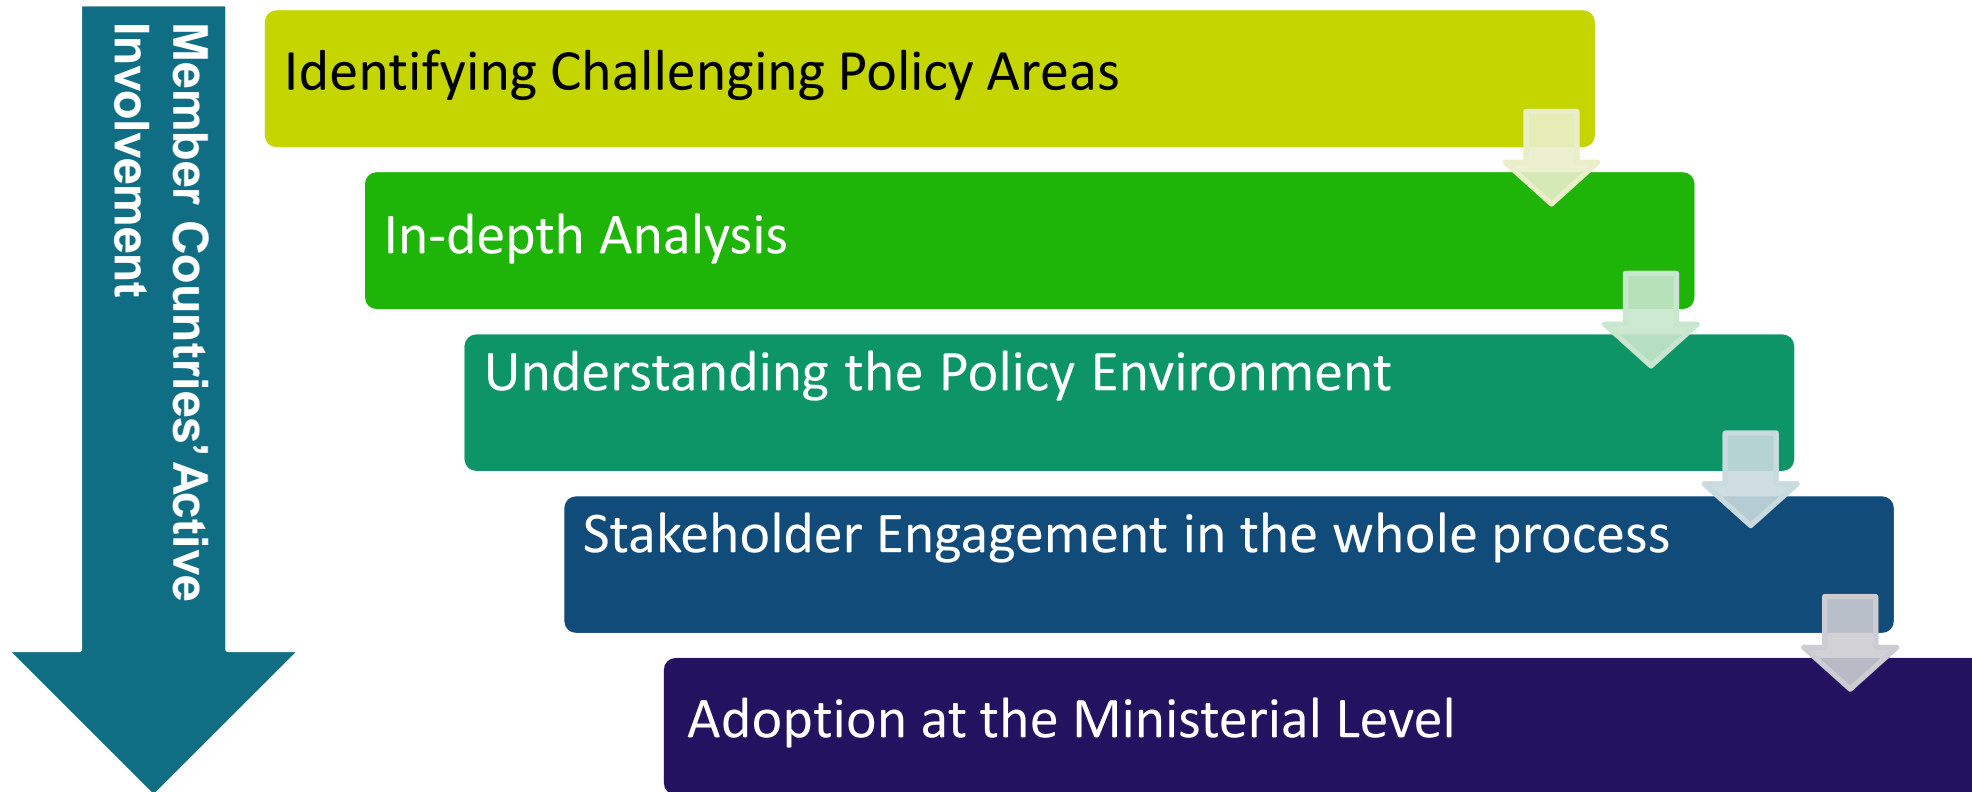 Member Countries’ Active
Involvement
Identifying Challenging Policy Areas
In-depth Analysis
Understanding the Policy Environment
Stakeholder Engagement in the whole process
Adoption at the Ministerial Level